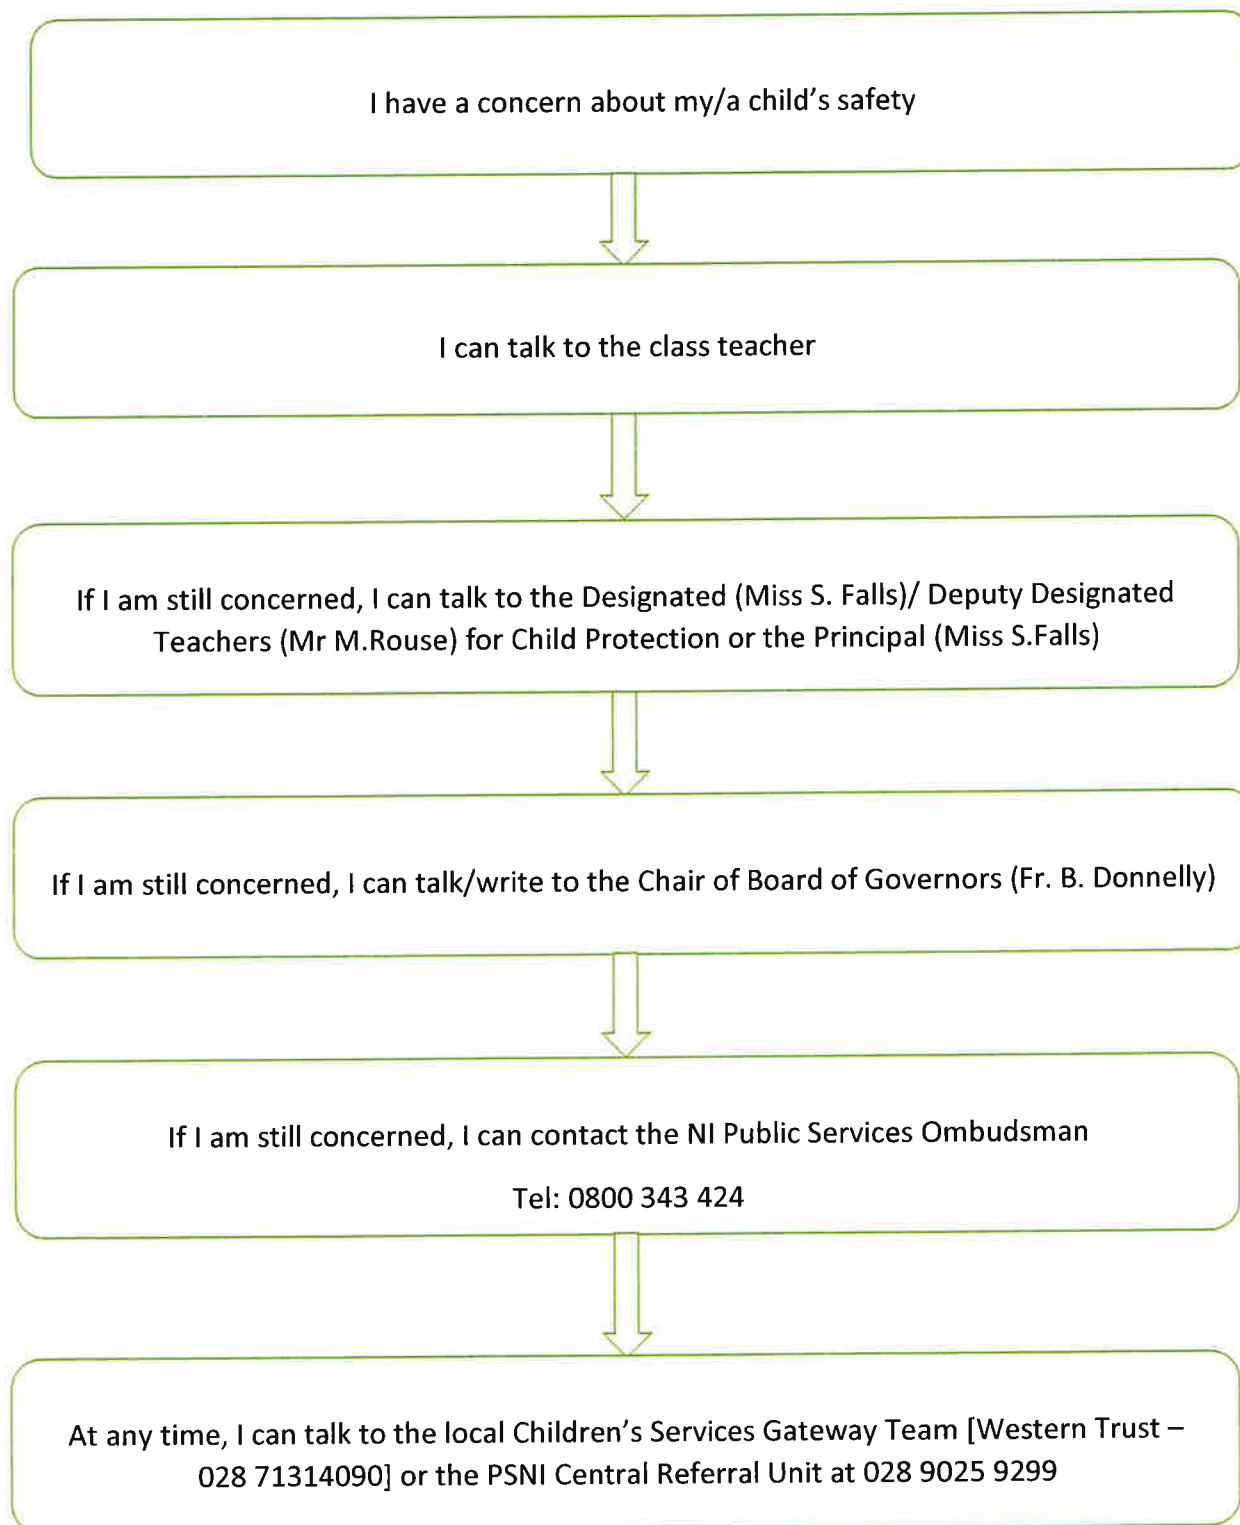 I have a concern about my/a child's safety
I can talk to the class teacher
If I am still concerned, I can talk to the Designated (Miss S. Falls)/ Deputy Designated
Teachers (Mr M.Rouse) for Child Protection or the Principal (Miss S.Falls)
If I am still concerned, I can talk/write to the Chair of Board of Governors (Fr. B. Donnelly)
If I am still concerned, I can contact the NI Public Services Ombudsman
Tel: 0800 343 424
At any time, I can talk to the local Children's Services Gateway Team [Western Trust –
028 71314090] or the PSNI Central Referral Unit at 028 9025 9299